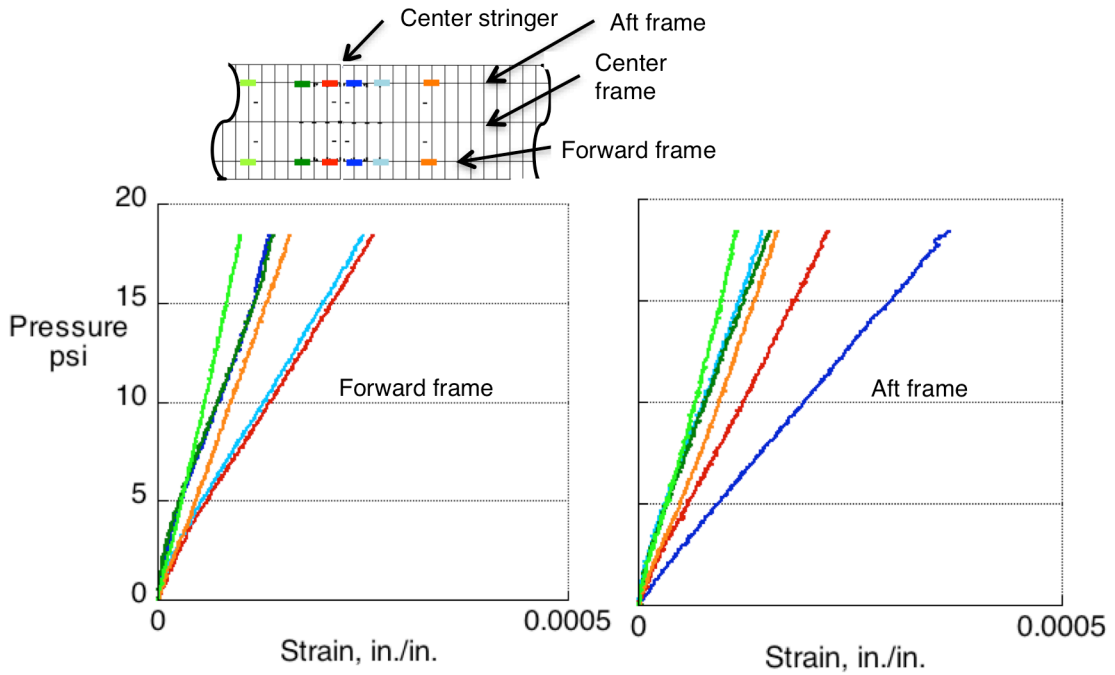 Center stringer
Aft frame
Center
frame
Forward frame
20
15
Pressure
psi
10
5
0
Forward frame
0
0.0005
Strain, in./in.
Aft frame
0
0.0005
Strain, in./in.